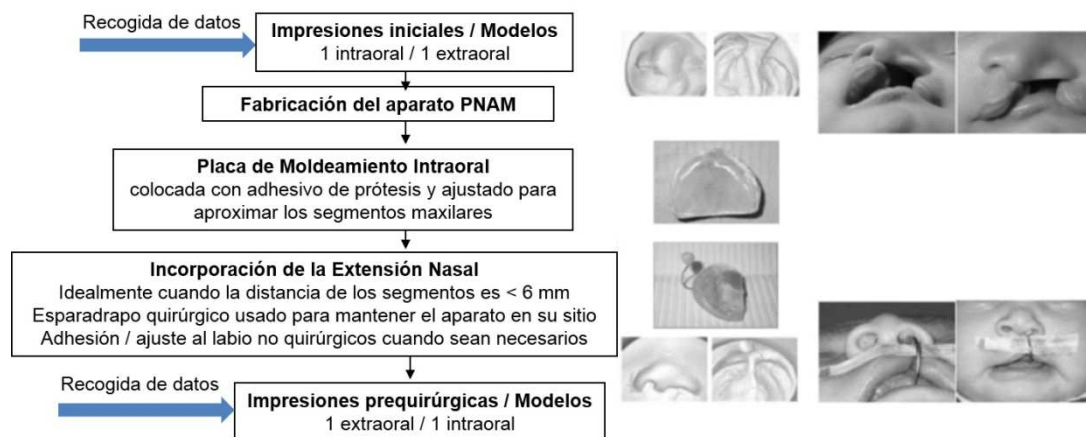 Recogida de datos
Impresiones iniciales / Modelos
1 intraoral / 1 extraoral
Fabricación del aparato PNAM
Placa de Moldeamiento Intraoral
colocada con adhesivo de prótesis y ajustado para
aproximar los segmentos maxilares
Incorporación de la Extensión Nasal
Idealmente cuando la distancia de los segmentos es < 6 mm
Esparadrapo quirúrgico usado para mantener el aparato en su sitio
Adhesión / ajuste al labio no quirúrgicos cuando sean necesarios
Recogida de datos
Impresiones prequirúrgicas / Modelos
1 extraoral / 1 intraoral